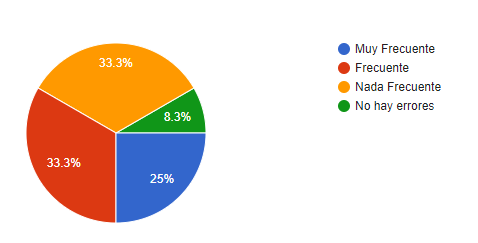 33.3%
8.3%
33.3%
25%
Muy Frecuente
Frecuente
Nada Frecuente
No hay errores